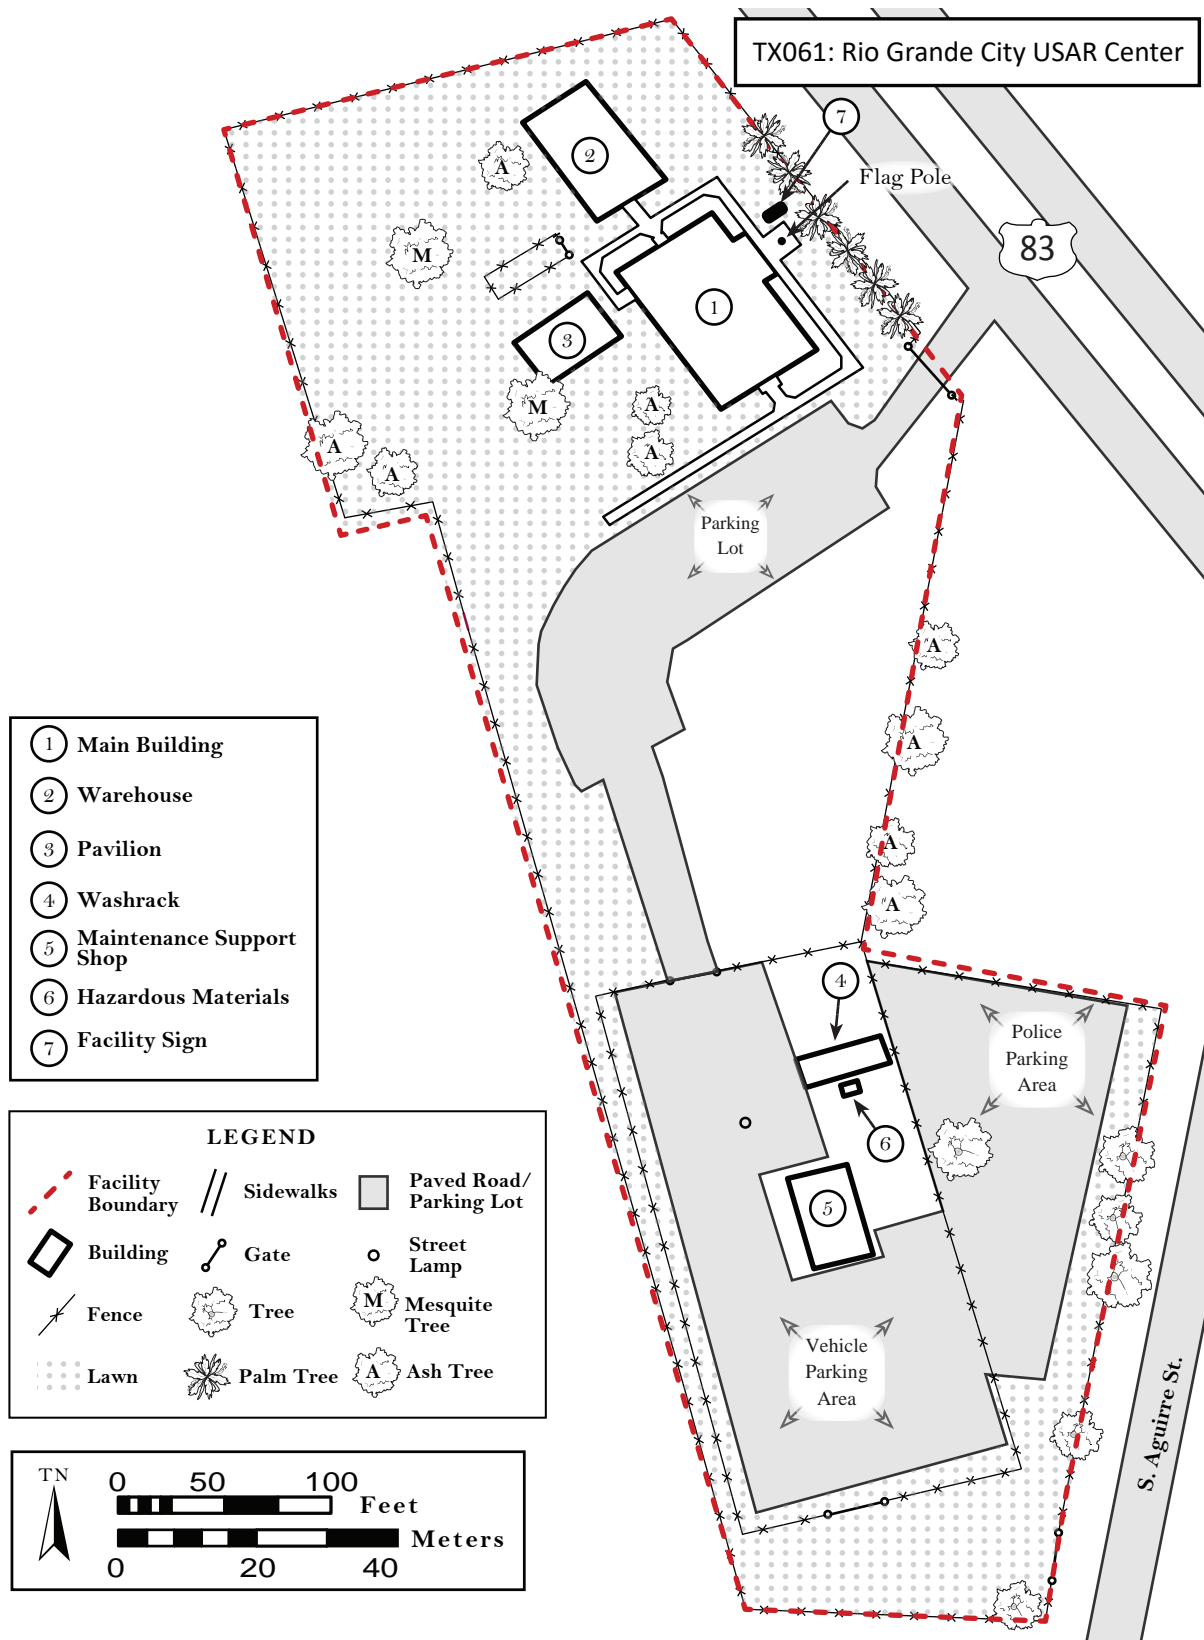 TX061: Rio Grande City USAR Center
7
Flag Pole
2
A
M
83
1
3
M
A
A
A
A
Parking
Lot
A
A
A
A
1 Main Building
2 Warehouse
3 Pavilion
4 Washrack
5 Maintenance Support
Shop
6 Hazardous Materials
7 Facility Sign
4
Police
Parking
Area
6
5
Vehicle
Parking
Area
S. Aguirre St.
LEGEND
Facility
Boundary
Sidewalks
Paved Road/
Parking Lot
Building
Gate
Street
Lamp
Fence
Tree
M
Mesquite
Tree
Lawn
Palm Tree
A
Ash Tree
TN
0 50 100
Feet
Meters
0 20 40